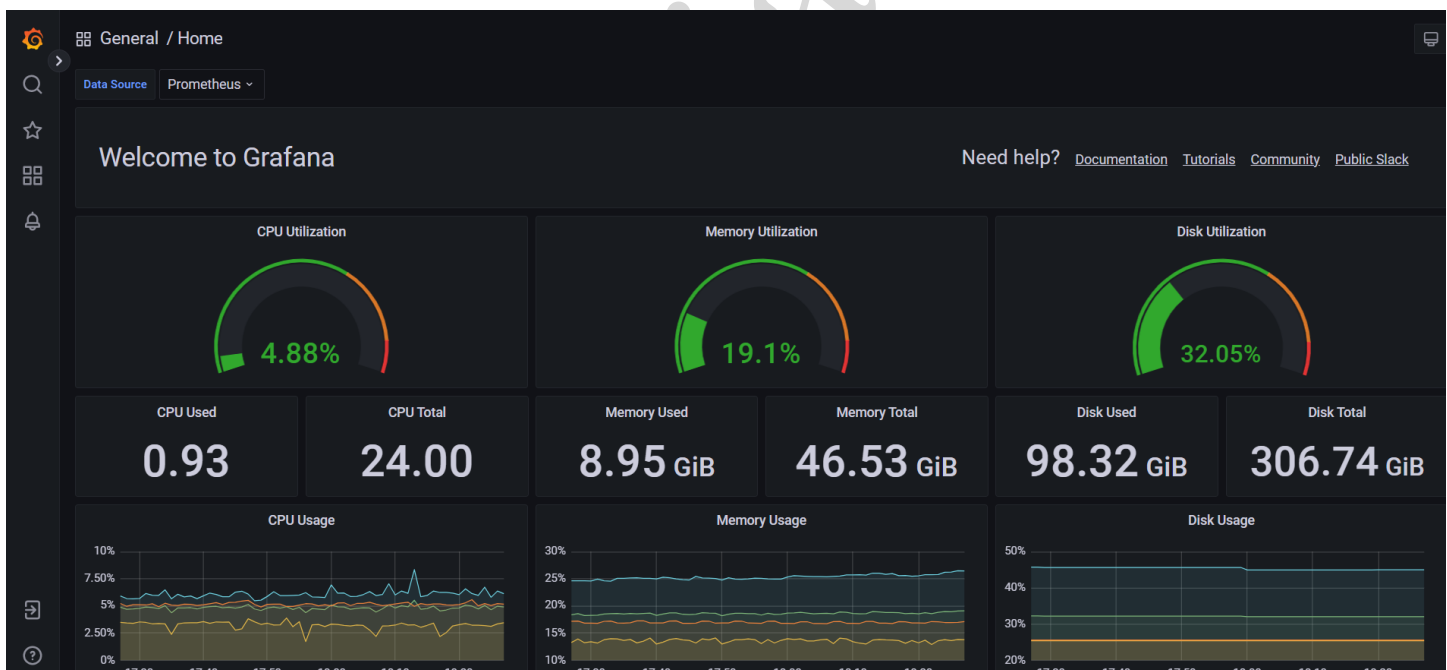 General / Home
Data Source Prometheus
Welcome to Grafana
Need help? Documentation Tutorials Community Public Slack
CPU Utilization
4.88%
Memory Utilization
19.1%
Disk Utilization
32.05%
CPU Used
0.93
CPU Total
24.00
Memory Used
8.95 GiB
Memory Total
46.53 GiB
Disk Used
98.32 GiB
Disk Total
306.74 GiB
CPU Usage
10%
7.50%
5%
2.50%
0%
Memory Usage
30%
25%
20%
15%
10%
Disk Usage
50%
40%
30%
20%